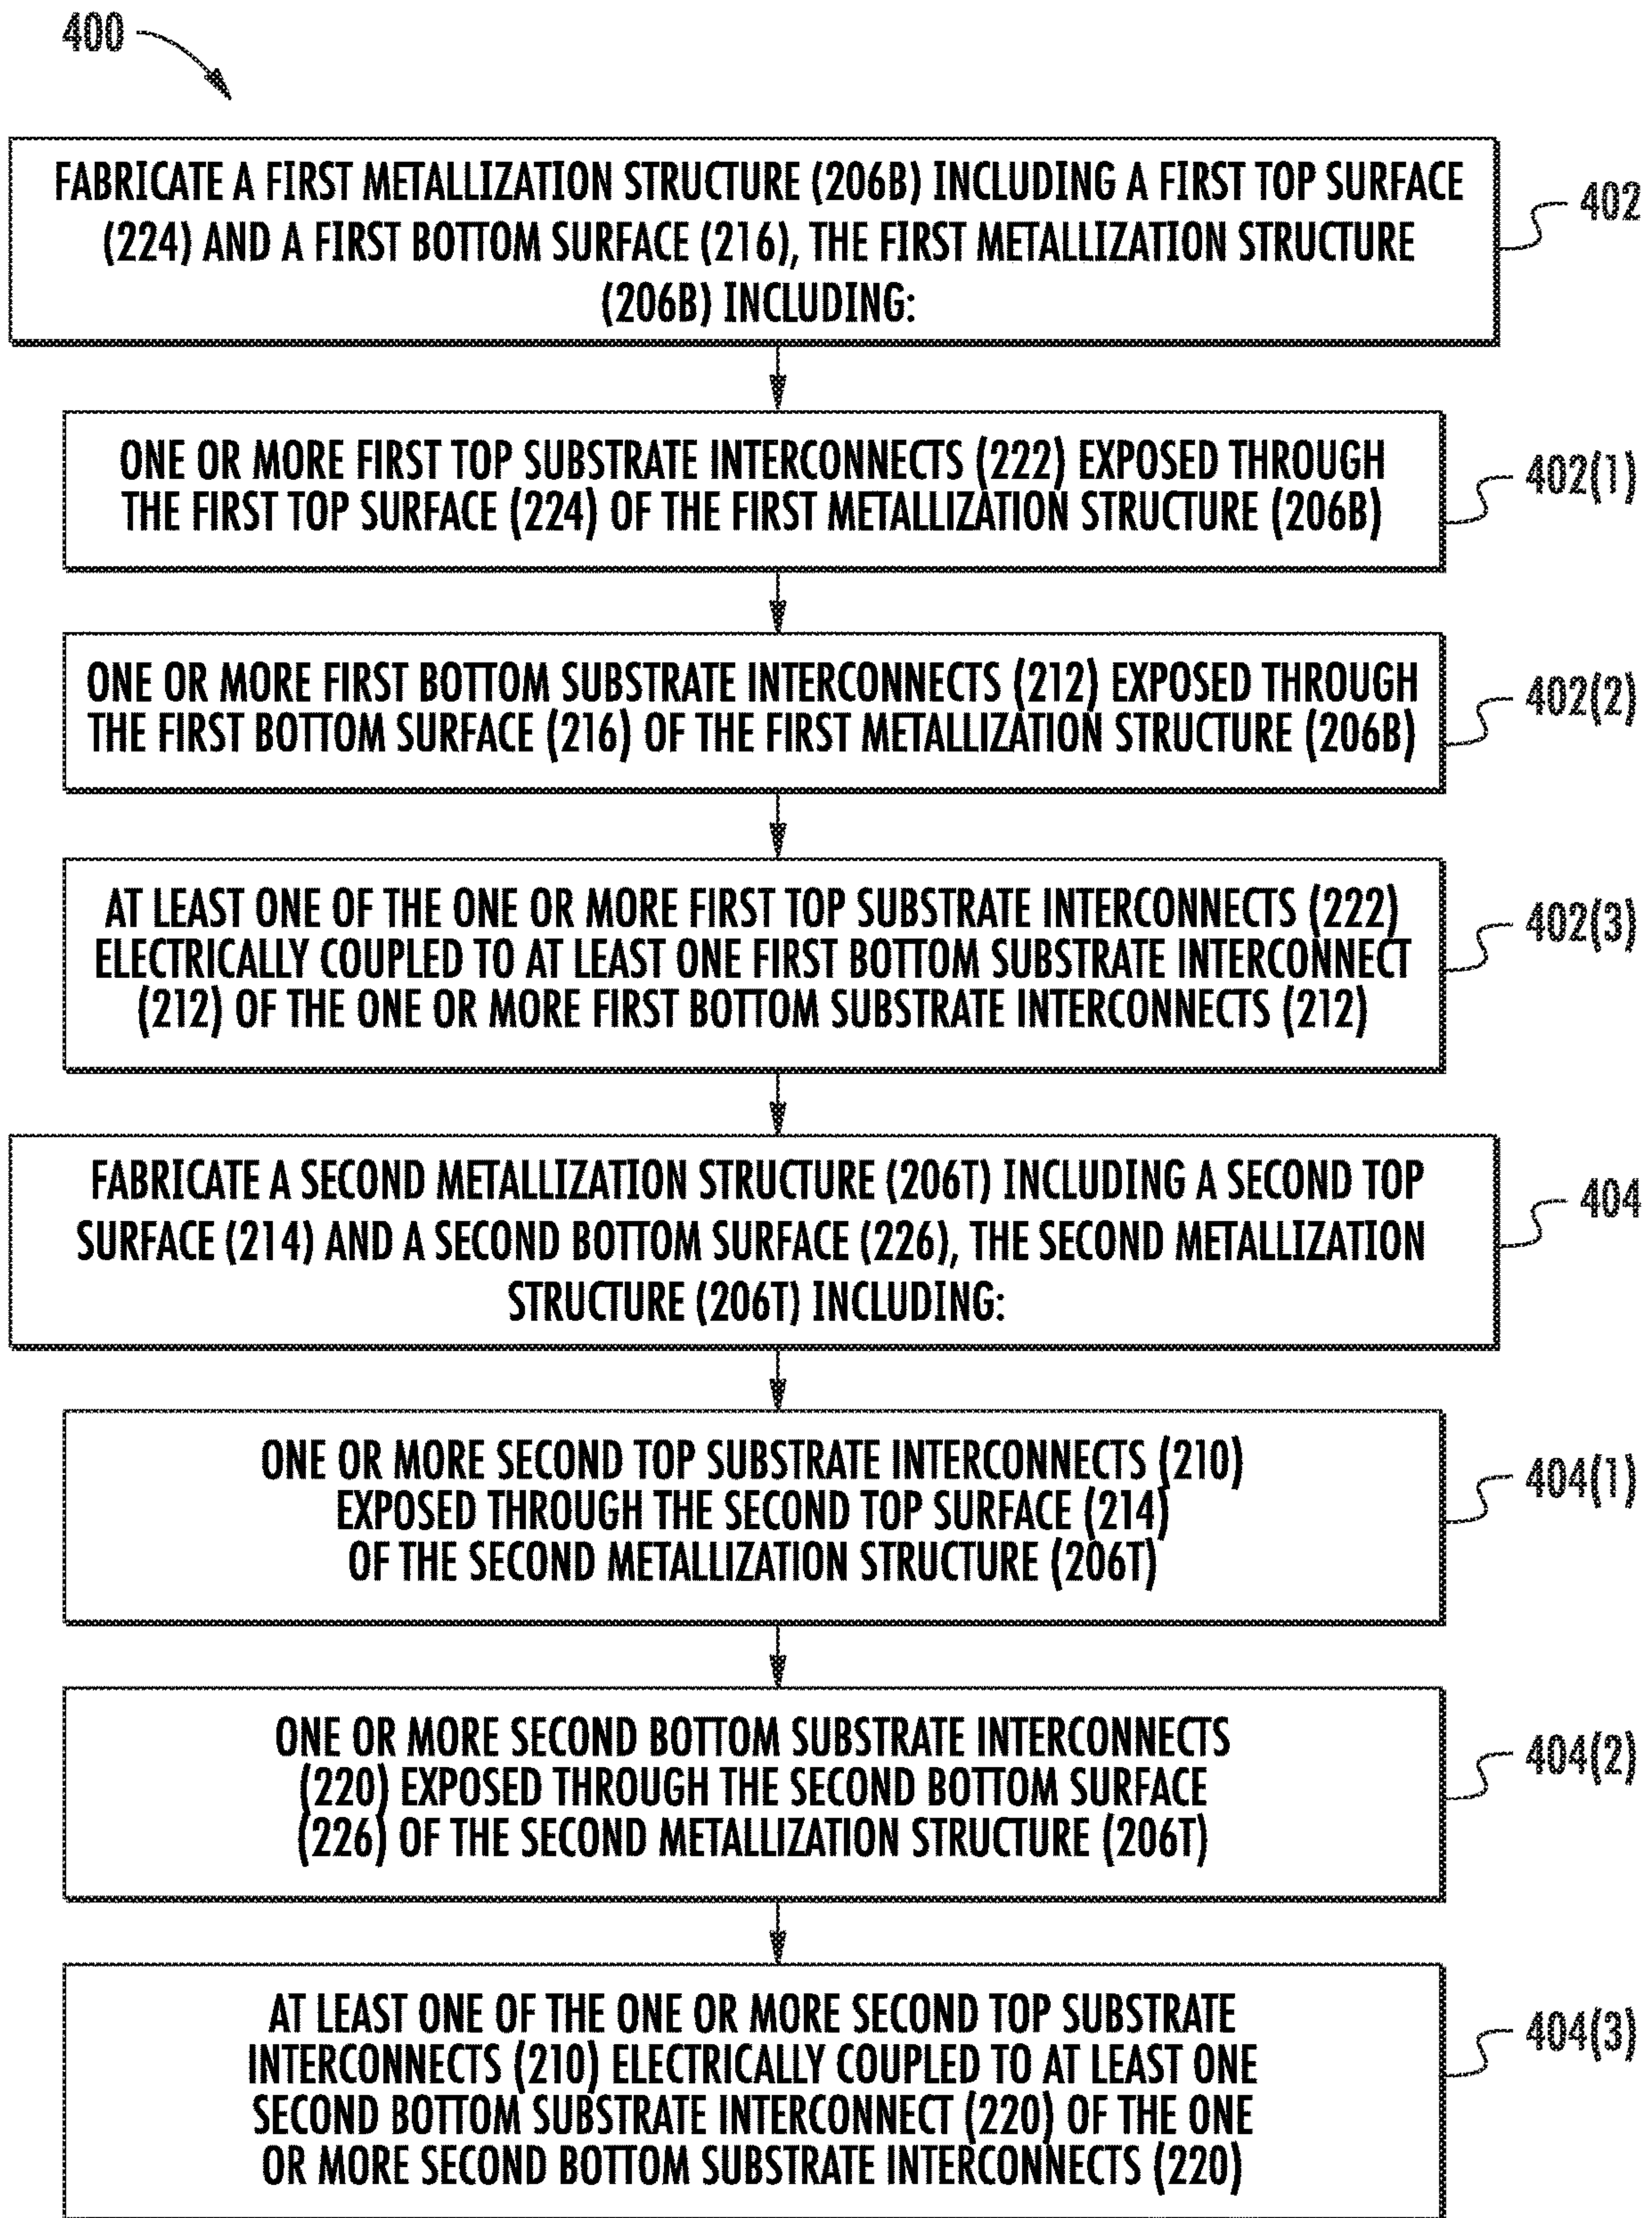 400
FABRICATE A FIRST METALLIZATION STRUCTURE (206B) INCLUDING A FIRST TOP SURFACE
(224) AND A FIRST BOTTOM SURFACE (216), THE FIRST METALLIZATION STRUCTURE
(206B) INCLUDING:
402
ONE OR MORE FIRST TOP SUBSTRATE INTERCONNECTS (222) EXPOSED THROUGH
THE FIRST TOP SURFACE (224) OF THE FIRST METALLIZATION STRUCTURE (206B)
402(1)
ONE OR MORE FIRST BOTTOM SUBSTRATE INTERCONNECTS (212) EXPOSED THROUGH
THE FIRST BOTTOM SURFACE (216) OF THE FIRST METALLIZATION STRUCTURE (206B)
402(2)
AT LEAST ONE OF THE ONE OR MORE FIRST TOP SUBSTRATE INTERCONNECTS (222)
ELECTRICALLY COUPLED TO AT LEAST ONE FIRST BOTTOM SUBSTRATE INTERCONNECT
(212) OF THE ONE OR MORE FIRST BOTTOM SUBSTRATE INTERCONNECTS (212)
402(3)
FABRICATE A SECOND METALLIZATION STRUCTURE (206T) INCLUDING A SECOND TOP
SURFACE (214) AND A SECOND BOTTOM SURFACE (226), THE SECOND METALLIZATION
STRUCTURE (206T) INCLUDING:
404
ONE OR MORE SECOND TOP SUBSTRATE INTERCONNECTS (210)
EXPOSED THROUGH THE SECOND TOP SURFACE (214)
OF THE SECOND METALLIZATION STRUCTURE (206T)
404(1)
ONE OR MORE SECOND BOTTOM SUBSTRATE INTERCONNECTS
(220) EXPOSED THROUGH THE SECOND BOTTOM SURFACE
(226) OF THE SECOND METALLIZATION STRUCTURE (206T)
404(2)
AT LEAST ONE OF THE ONE OR MORE SECOND TOP SUBSTRATE
INTERCONNECTS (210) ELECTRICALLY COUPLED TO AT LEAST ONE
SECOND BOTTOM SUBSTRATE INTERCONNECT (220) OF THE ONE
OR MORE SECOND BOTTOM SUBSTRATE INTERCONNECTS (220)
404(3)